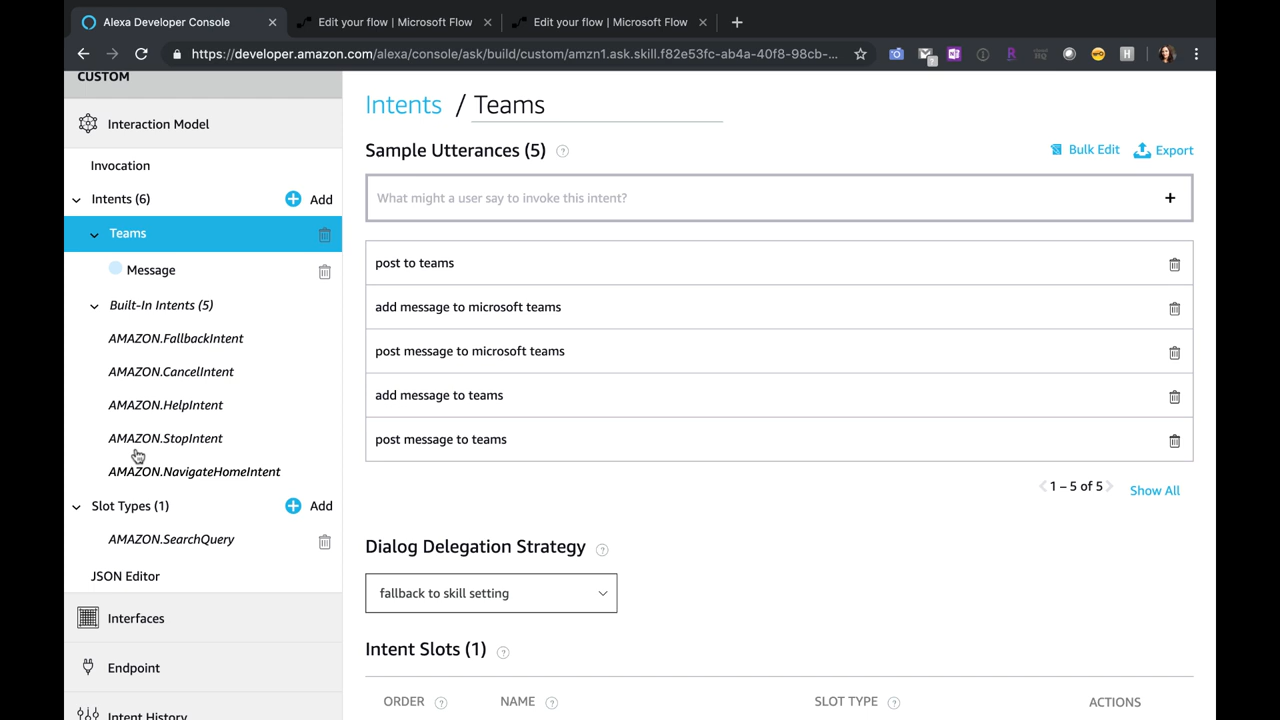 Alexa Developer Console
Edit your flow | Microsoft Flow
Edit your flow | Microsoft Flow
https://developer.amazon.com/alexa/console/ask/build/custom/amzn1.ask.skill.f82e53fc-ab4a-40f8-98cb-...
CUSTOM
Interaction Model
Invocation
Intents (6)
Add
Teams
Message
Built-In Intents (5)
AMAZON.FallbackIntent
AMAZON.CancelIntent
AMAZON.HelpIntent
AMAZON.StopIntent
AMAZON.NavigateHomeIntent
Slot Types (1)
Add
AMAZON.SearchQuery
JSON Editor
Interfaces
Endpoint
Intent History
Intents / Teams
Sample Utterances (5)
Bulk Edit
Export
What might a user say to invoke this intent?
post to teams
add message to microsoft teams
post message to microsoft teams
add message to teams
post message to teams
1 – 5 of 5
Show All
Dialog Delegation Strategy
fallback to skill setting
Intent Slots (1)
ORDER NAME SLOT TYPE ACTIONS